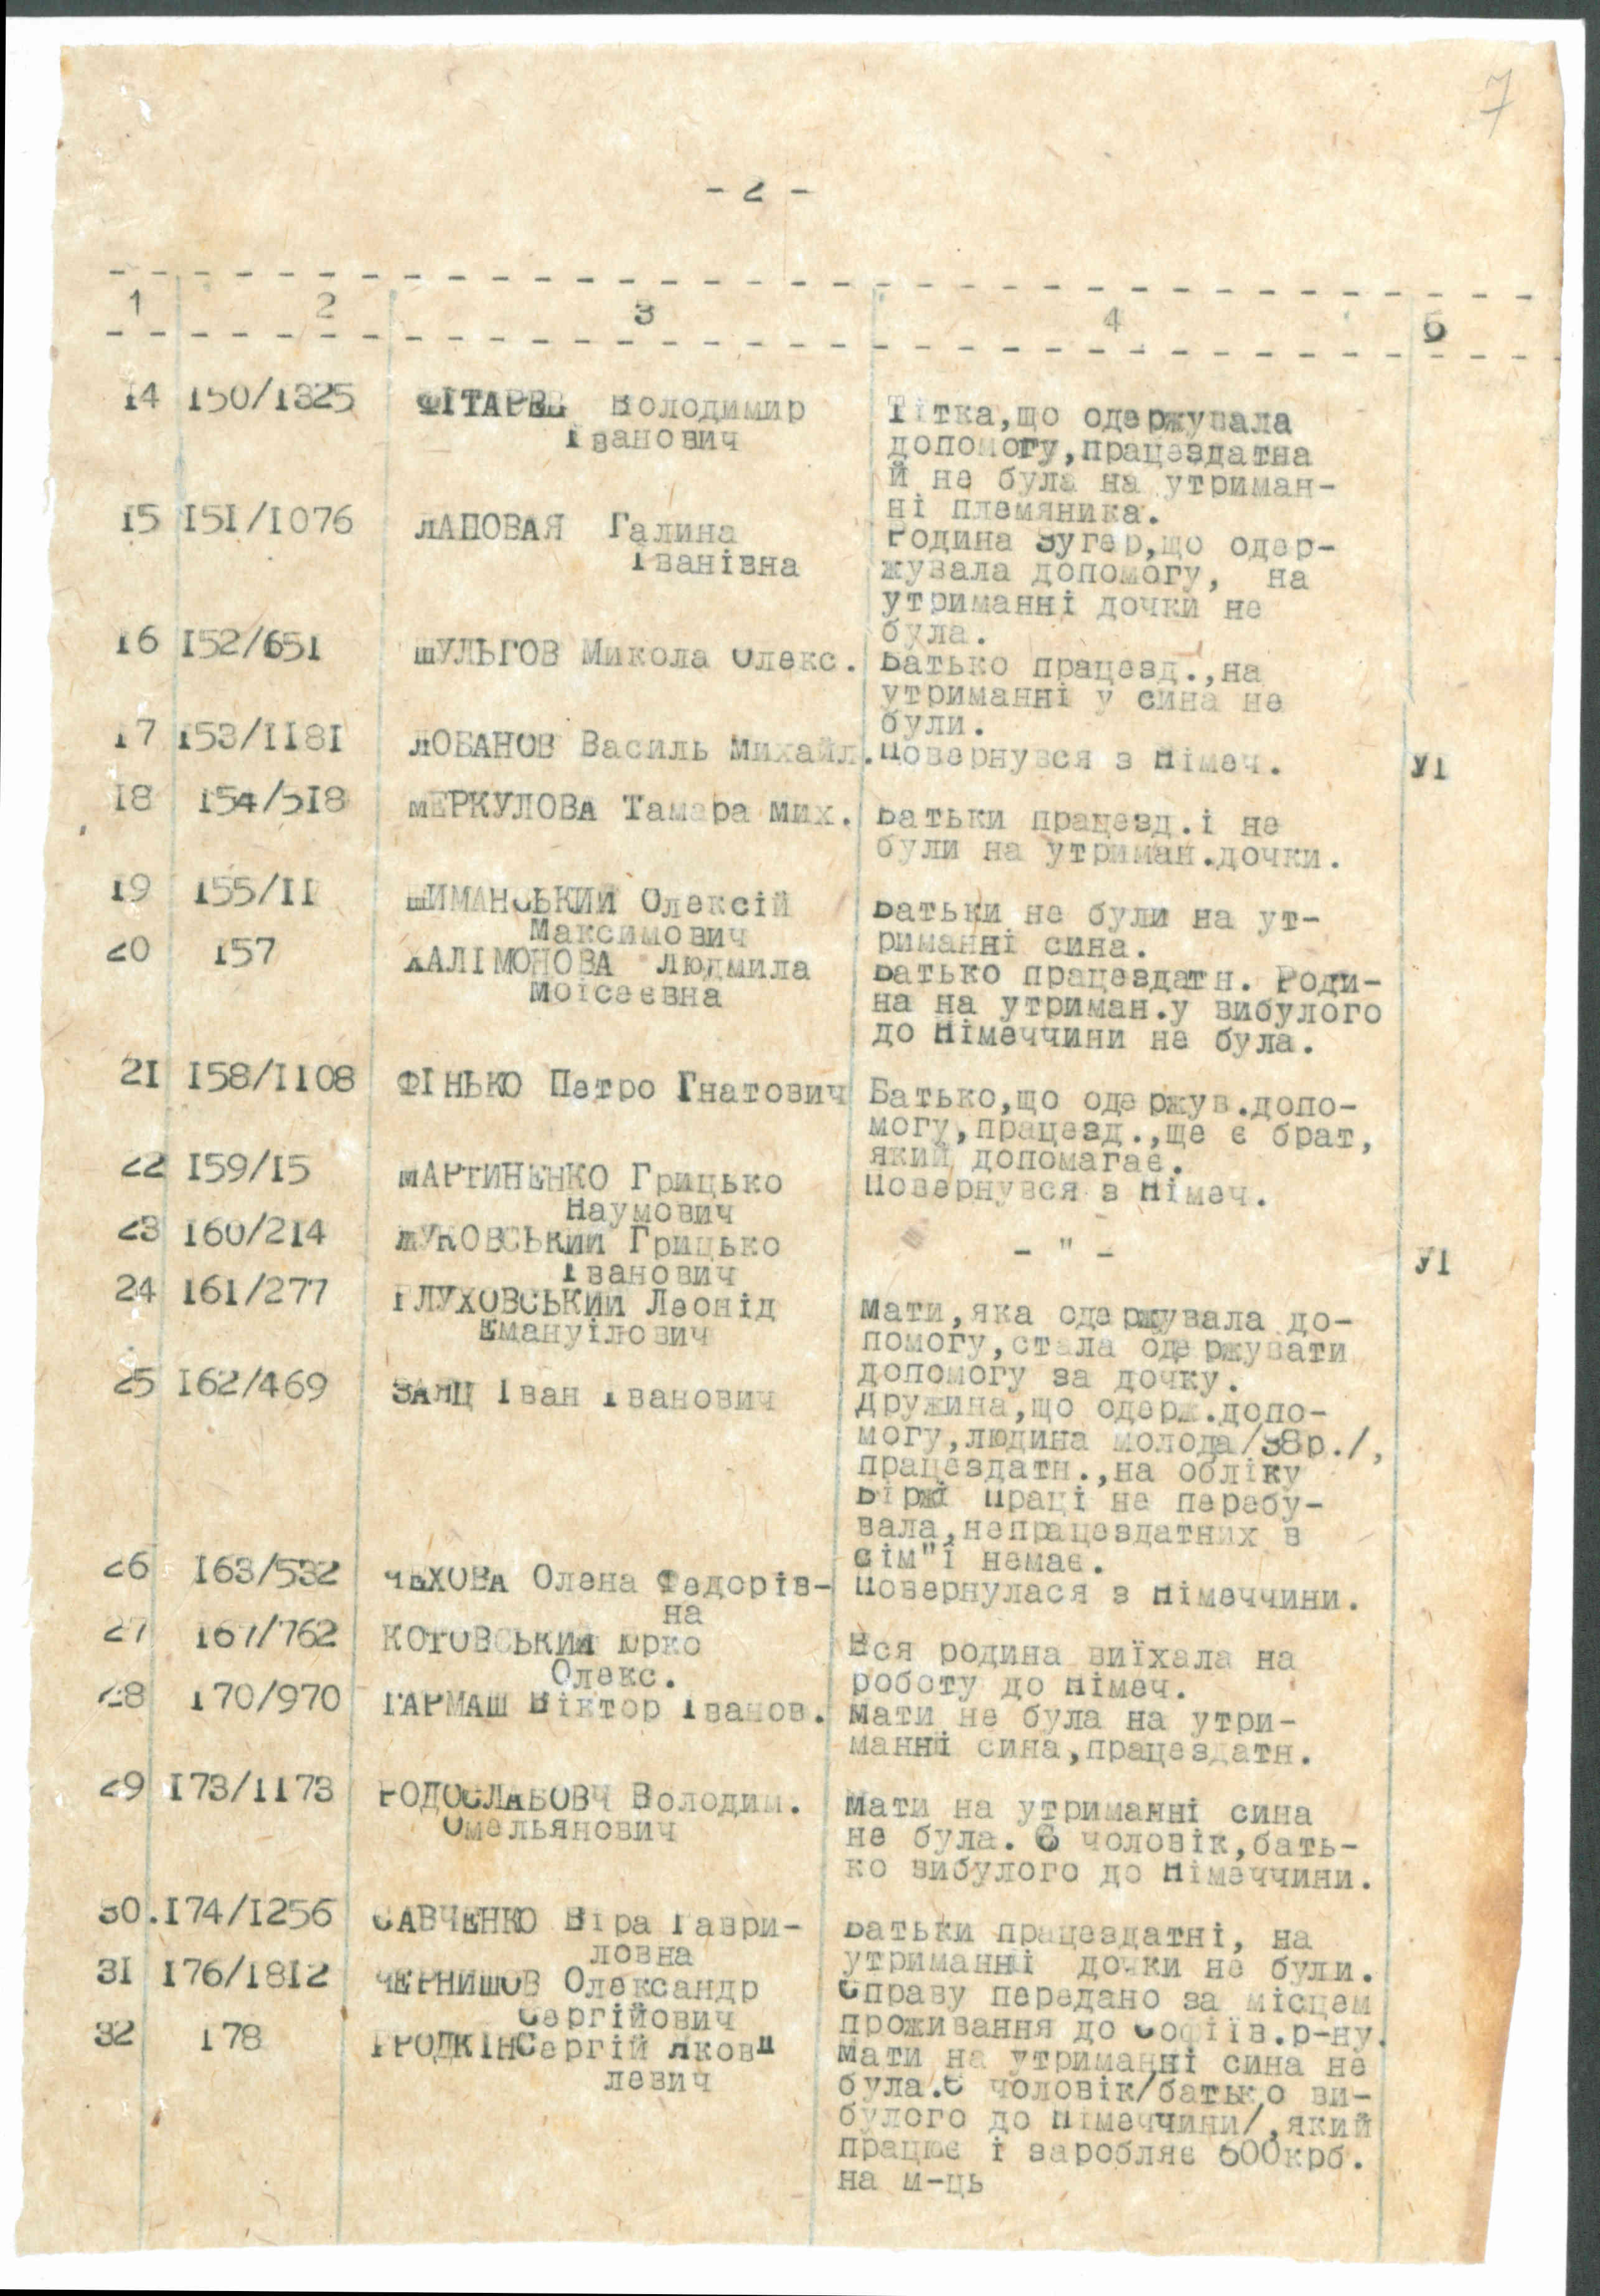 7
- 2 -
1 2 3 4 5
14 150/1325 ФІТАРЕВ Володимир Тітка,що одержувала
Іванович допомогу,працездатна
й не була на утриман-
ні племяника.
15 151/1076 ЛАПОВАЯ Галина Родина Зугер,що одер-
Іванівна жувала допомогу, на
утриманні дочки не
була.
16 152/651 ШУЛЬГОВ Микола Олекс. Батько працезд.,на
утриманні у сина не
були.
17 153/1181 ЛОБАНОВ Василь Михайл. Повернувся з Німеч. УІ
18 154/518 МЕРКУЛОВА Тамара Мих. Батьки працезд.і не
були на утриман.дочки.
19 155/11 ШИМАНСЬКИЙ Олексій Батьки не були на ут-
Максимович риманні сина.
20 157 ХАЛІМОНОВА Людмила Батько працездатн. Роди-
Моісеєвна на на утриман.у вибулого
до Німеччини не була.
21 158/1108 ФІНЬКО Петро Гнатович Батько,що одержув.допо-
могу,працезд.,ще є брат,
який допомагає.
22 159/15 МАРТИНЕНКО Грицько Повернувся з Німеч.
Наумович
23 160/214 ЖУКОВСЬКИЙ Грицько - " - УІ
Іванович
24 161/277 ГЛУХОВСЬКИЙ Леонід Мати,яка одержувала до-
Емануілович помогу,стала одержувати
допомогу за дочку.
25 162/469 ЗАЯЦ Іван Іванович Дружина,що одерж.допо-
могу,людина молода/38р./,
працездатн.,на обліку
Біржі Праці не перебу-
вала,непрацездатних в
сім"ї немає.
26 163/532 ЧЕХОВА Олена Федорів- Повернулася з Німеччини.
на
27 167/762 КОТОВСЬКИЙ Юрко Вся родина виїхала на
Олекс. роботу до Німеч.
28 170/970 ГАРМАШ Віктор Іванов. Мати не була на утри-
манні сина,працездатн.
29 173/1173 РОДОСЛАВОВЧ Володим. Мати на утриманні сина
Омельянович не була. Є чоловік,бать-
ко вибулого до Німеччини.
30. 174/1256 САВЧЕНКО Віра Гаври- Батьки працездатні, на
ловна утриманні дочки не були.
31 176/1812 ЧЕРНИШОВ Олександр Справу передано за місцем
Сергійович проживання до Софіїв.р-ну.
32 178 ГРОДКІНСергій Яков" Мати на утриманні сина не
левич була.Є чоловік/батько ви-
булого до Німеччини/,який
працює і заробляє 600крб.
на м-ць